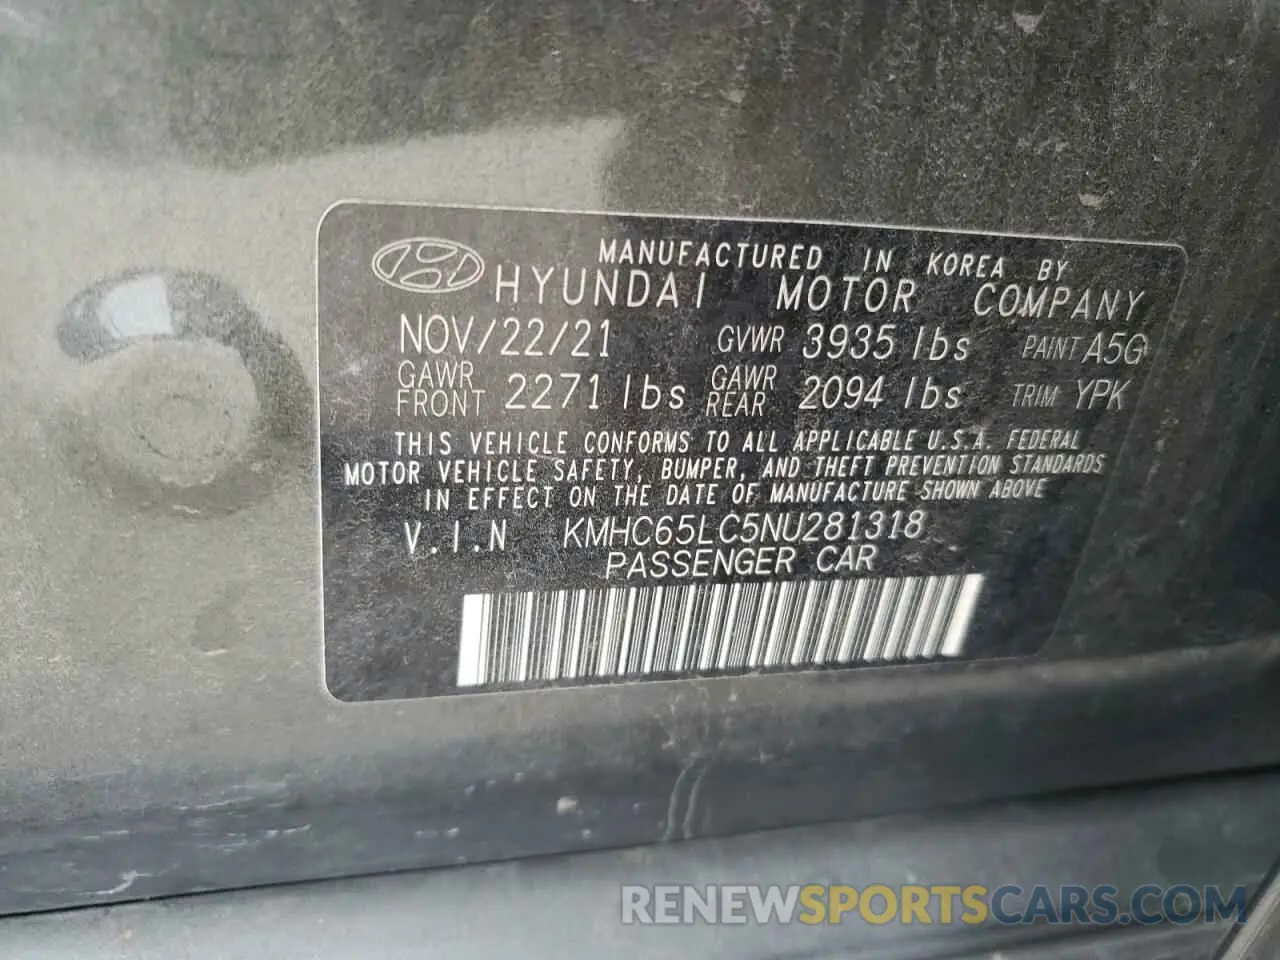 MANUFACTURED IN KOREA BY
HYUNDAI MOTOR COMPANY
NOV/22/21 GVWR 3935 lbs PAINT A5G
GAWR FRONT 2271 lbs GAWR REAR 2094 lbs TRIM YPK
THIS VEHICLE CONFORMS TO ALL APPLICABLE U.S.A. FEDERAL
MOTOR VEHICLE SAFETY, BUMPER, AND THEFT PREVENTION STANDARDS
IN EFFECT ON THE DATE OF MANUFACTURE SHOWN ABOVE
V.I.N KMHC65LC5NU281318
PASSENGER CAR
RENEWSPORTSCARS.COM